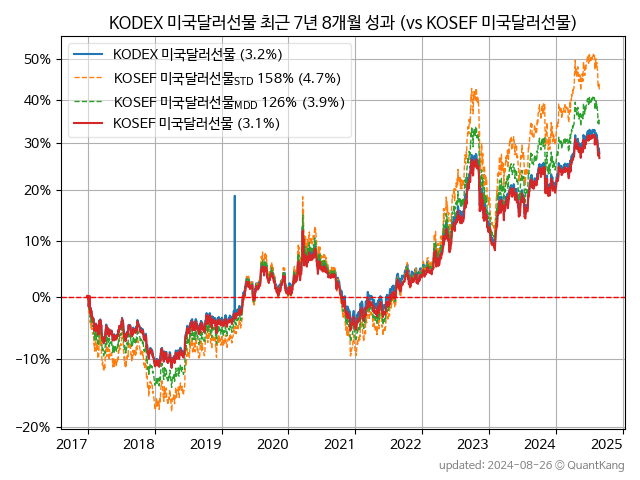 KODEX 미국달러선물 최근 7년 8개월 성과 (vs KOSEF 미국달러선물)
KODEX 미국달러선물 (3.2%)
KOSEF 미국달러선물STD 158% (4.7%)
KOSEF 미국달러선물MDD 126% (3.9%)
KOSEF 미국달러선물 (3.1%)
50%
40%
30%
20%
10%
0%
−10%
−20%
2017 2018 2019 2020 2021 2022 2023 2024 2025
updated: 2024-08-26 © QuantKang